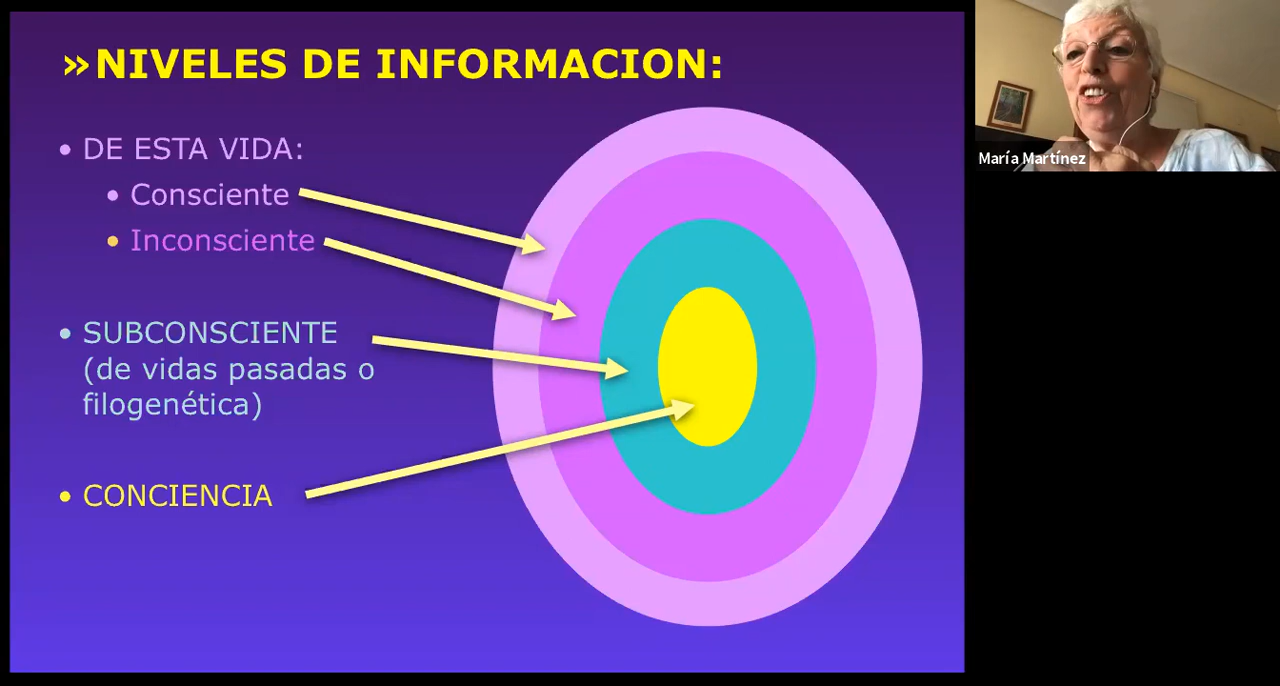 »NIVELES DE INFORMACION:
• DE ESTA VIDA:
• Consciente
• Inconsciente
• SUBCONSCIENTE
(de vidas pasadas o
filogenética)
• CONCIENCIA
María Martínez